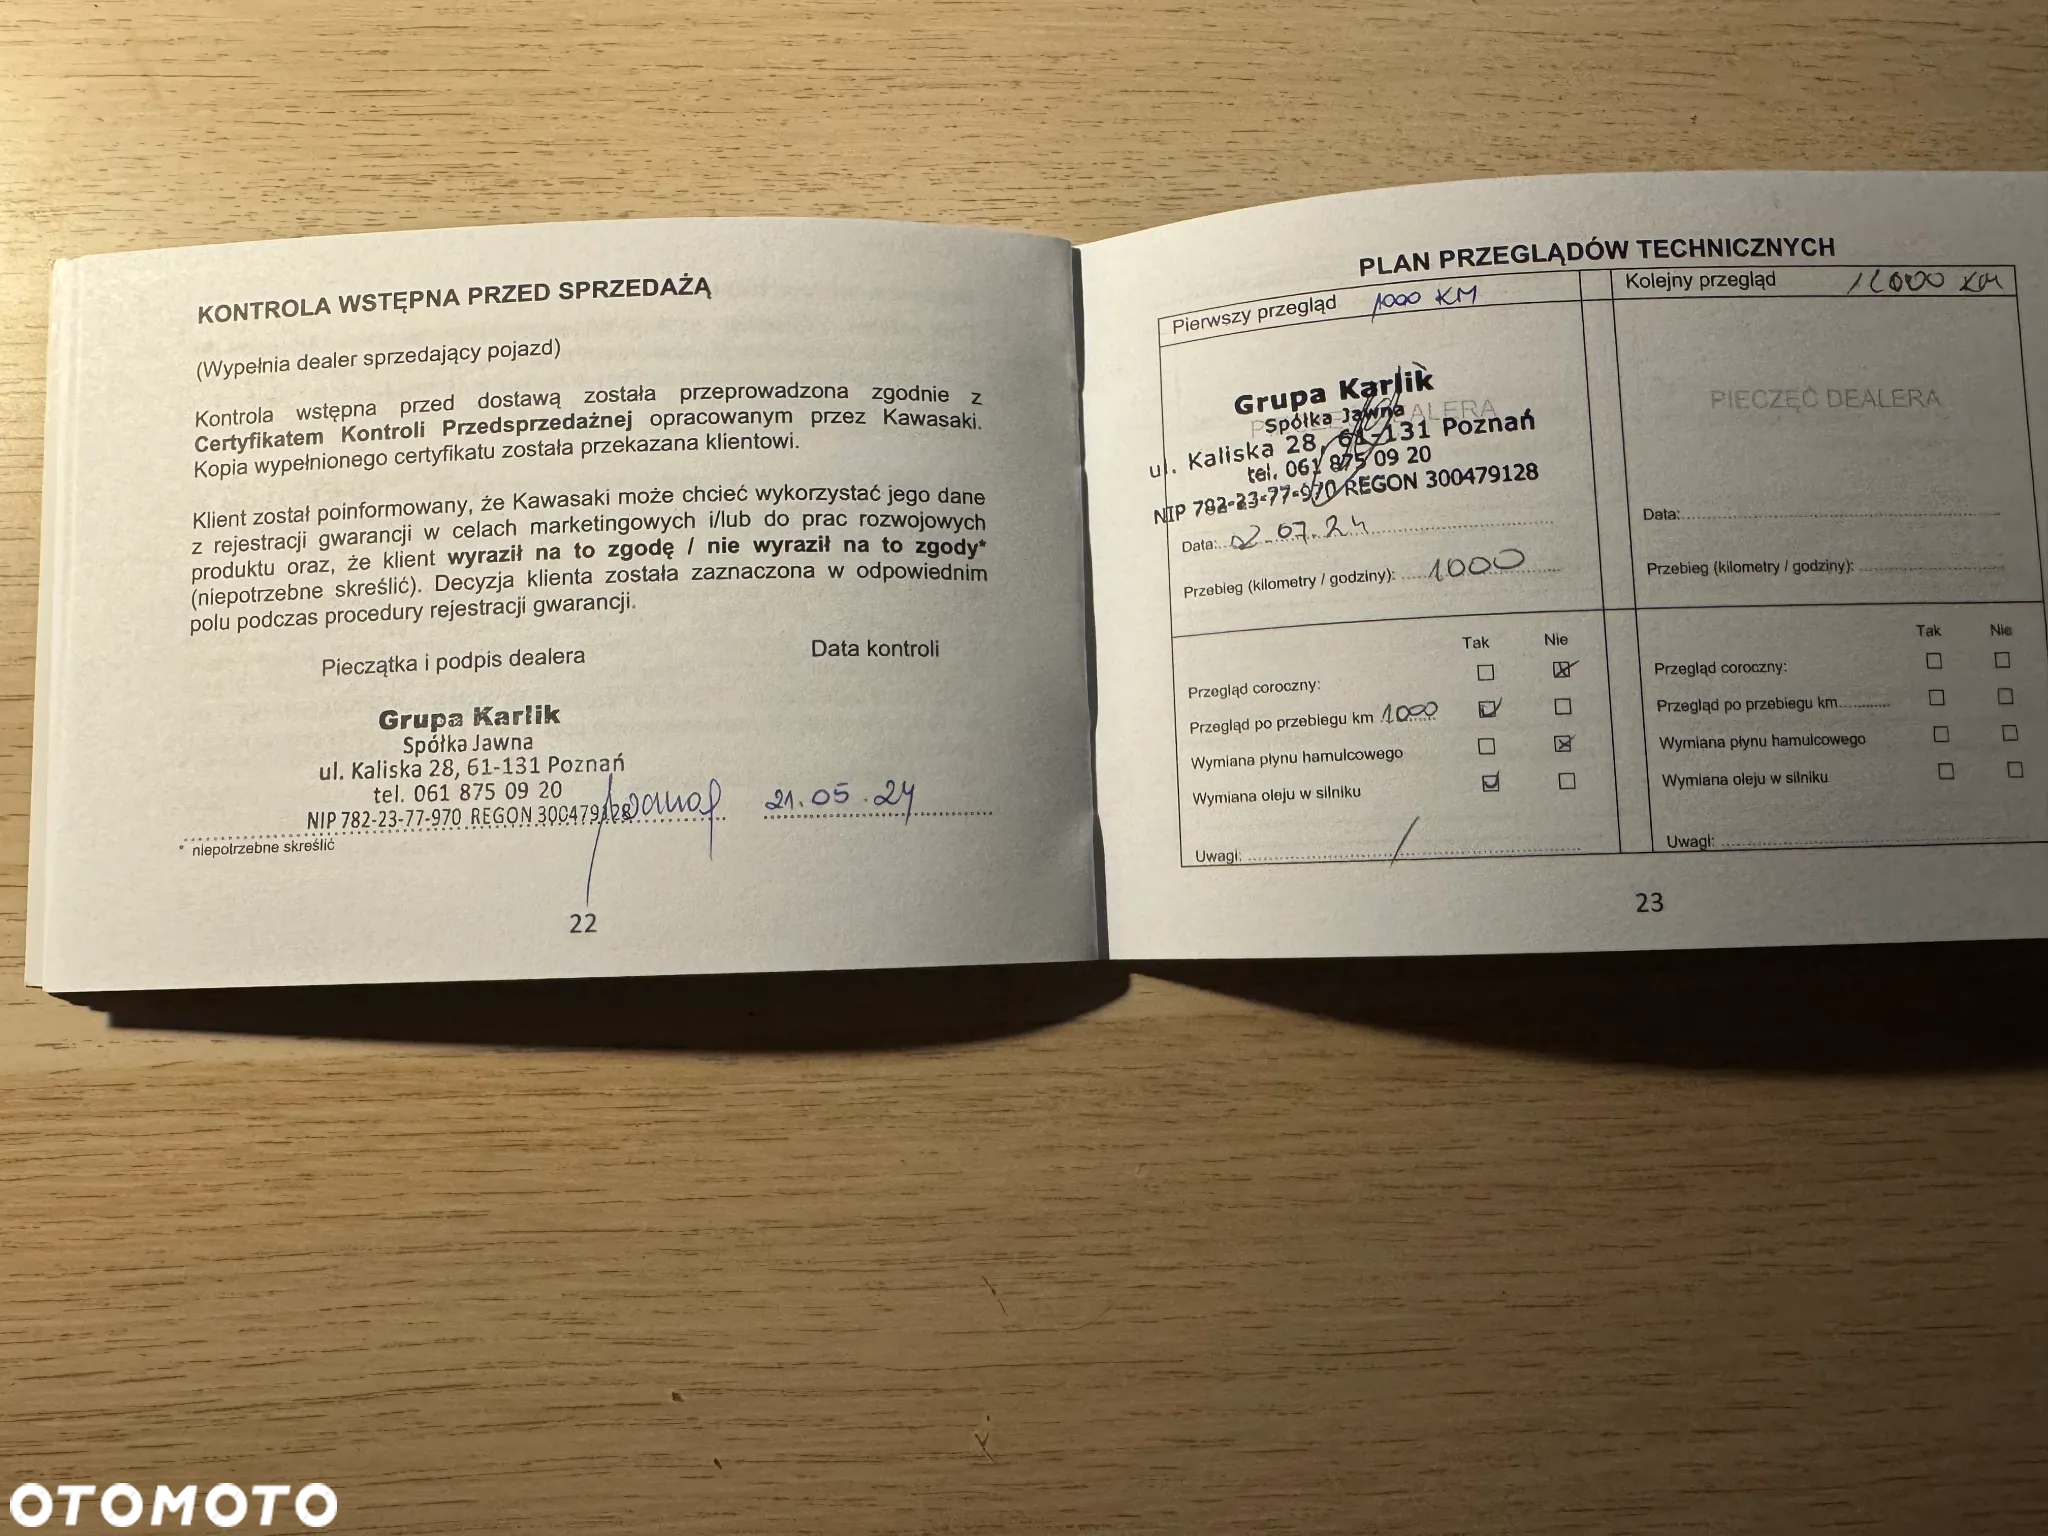 KONTROLA WSTĘPNA PRZED SPRZEDAŻĄ
(Wypełnia dealer sprzedający pojazd)
Kontrola wstępna przed dostawą została przeprowadzona zgodnie z
Certyfikatem Kontroli Przedsprzedażnej opracowanym przez Kawasaki.
Kopia wypełnionego certyfikatu została przekazana klientowi.
Klient został poinformowany, że Kawasaki może chcieć wykorzystać jego dane
z rejestracji gwarancji w celach marketingowych i/lub do prac rozwojowych
produktu oraz, że klient wyraził na to zgodę / nie wyraził na to zgody*
(niepotrzebne skreślić). Decyzja klienta została zaznaczona w odpowiednim
polu podczas procedury rejestracji gwarancji.
Pieczątka i podpis dealera
Data kontroli
Grupa Karlik
Spółka Jawna
ul. Kaliska 28, 61-131 Poznań
tel. 061 875 09 20
NIP 782-23-77-970 REGON 300479128
21.05.24
* niepotrzebne skreślić
22
PLAN PRZEGLĄDÓW TECHNICZNYCH
Pierwszy przegląd 1000 KM
Grupa Karlik
Spółka Jawna
ul. Kaliska 28, 61-131 Poznań
tel. 061 875 09 20
NIP 782-23-77-970 REGON 300479128
Data: 02.07.24
Przebieg (kilometry / godziny): 1000
Tak Nie
Przegląd coroczny:
Przegląd po przebiegu km 1000
Wymiana płynu hamulcowego
Wymiana oleju w silniku
Uwagi: /
Kolejny przegląd 12000 KM
PIECZĘĆ DEALERA
Data:
Przebieg (kilometry / godziny):
Tak Nie
Przegląd coroczny:
Przegląd po przebiegu km
Wymiana płynu hamulcowego
Wymiana oleju w silniku
Uwagi:
23
OTOMOTO